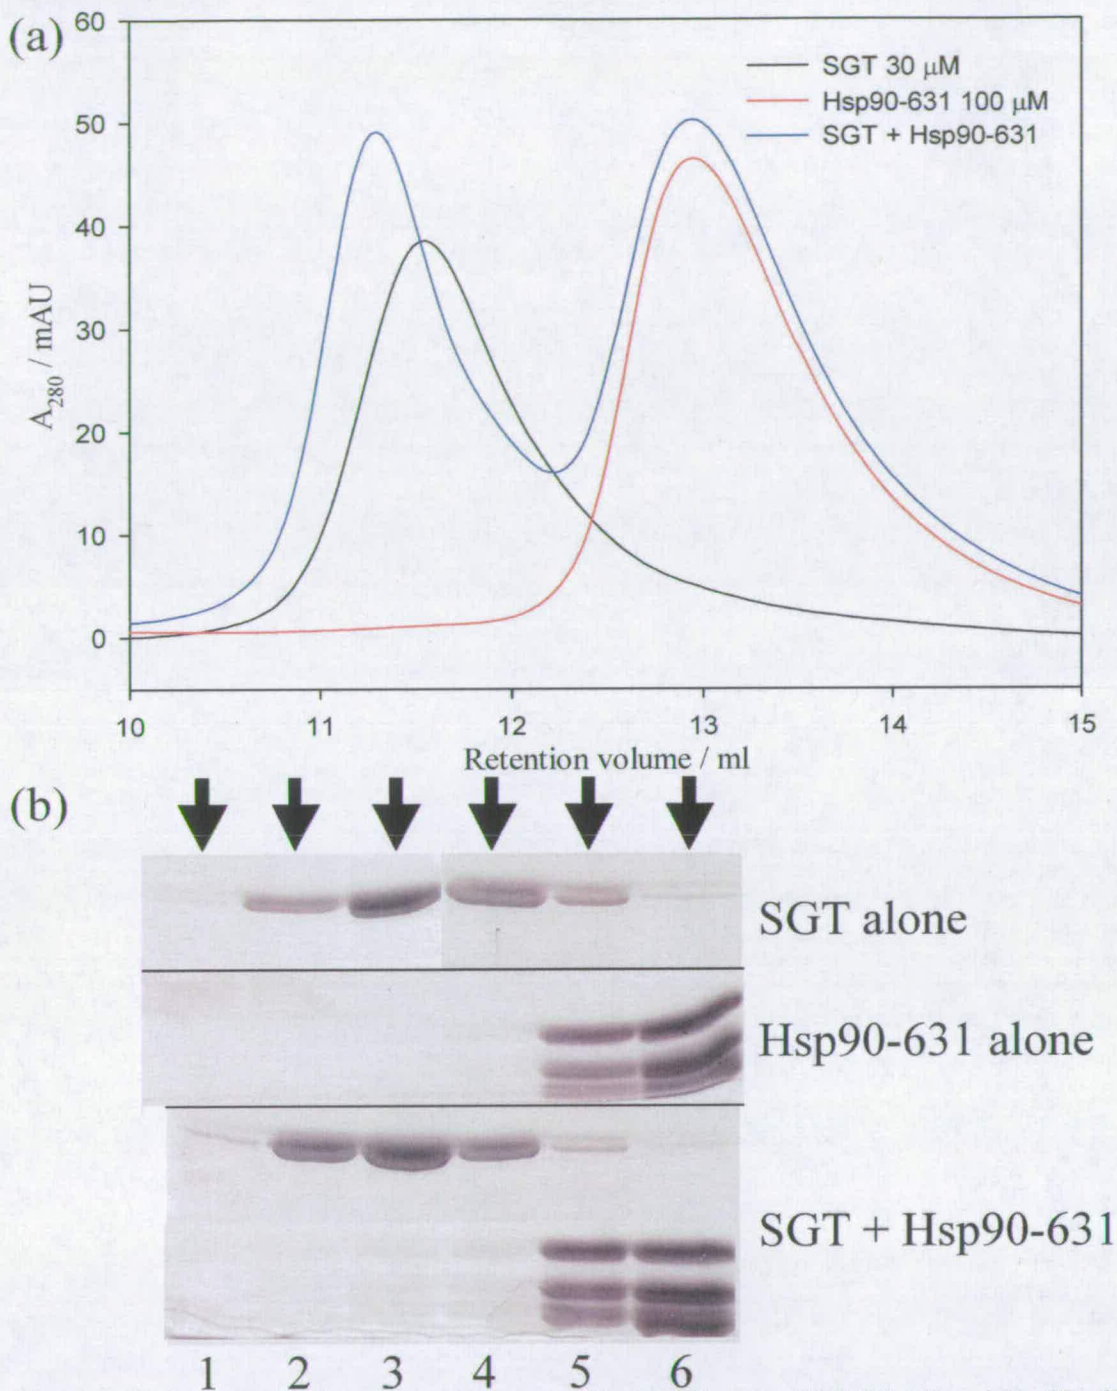 (a)
60
50
40
30
20
10
0
A280 / mAU
SGT 30 μM
Hsp90-631 100 μM
SGT + Hsp90-631
10 11 12 13 14 15
Retention volume / ml
(b)
SGT alone
Hsp90-631 alone
SGT + Hsp90-631
1 2 3 4 5 6